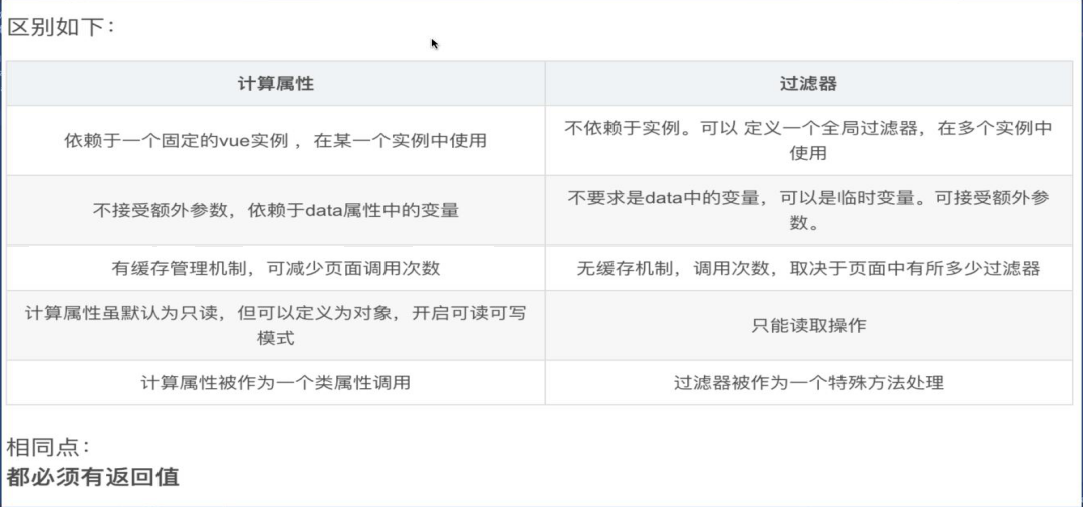 区别如下：
计算属性
过滤器
依赖于一个固定的vue实例 ，在某一个实例中使用
不依赖于实例。可以 定义一个全局过滤器，在多个实例中
使用
不接受额外参数，依赖于data属性中的变量
不要求是data中的变量，可以是临时变量。可接受额外参
数。
有缓存管理机制，可减少页面调用次数
无缓存机制，调用次数，取决于页面中有所多少过滤器
计算属性虽默认为只读，但可以定义为对象，开启可读可写
模式
只能读取操作
计算属性被作为一个类属性调用
过滤器被作为一个特殊方法处理
相同点：
都必须有返回值